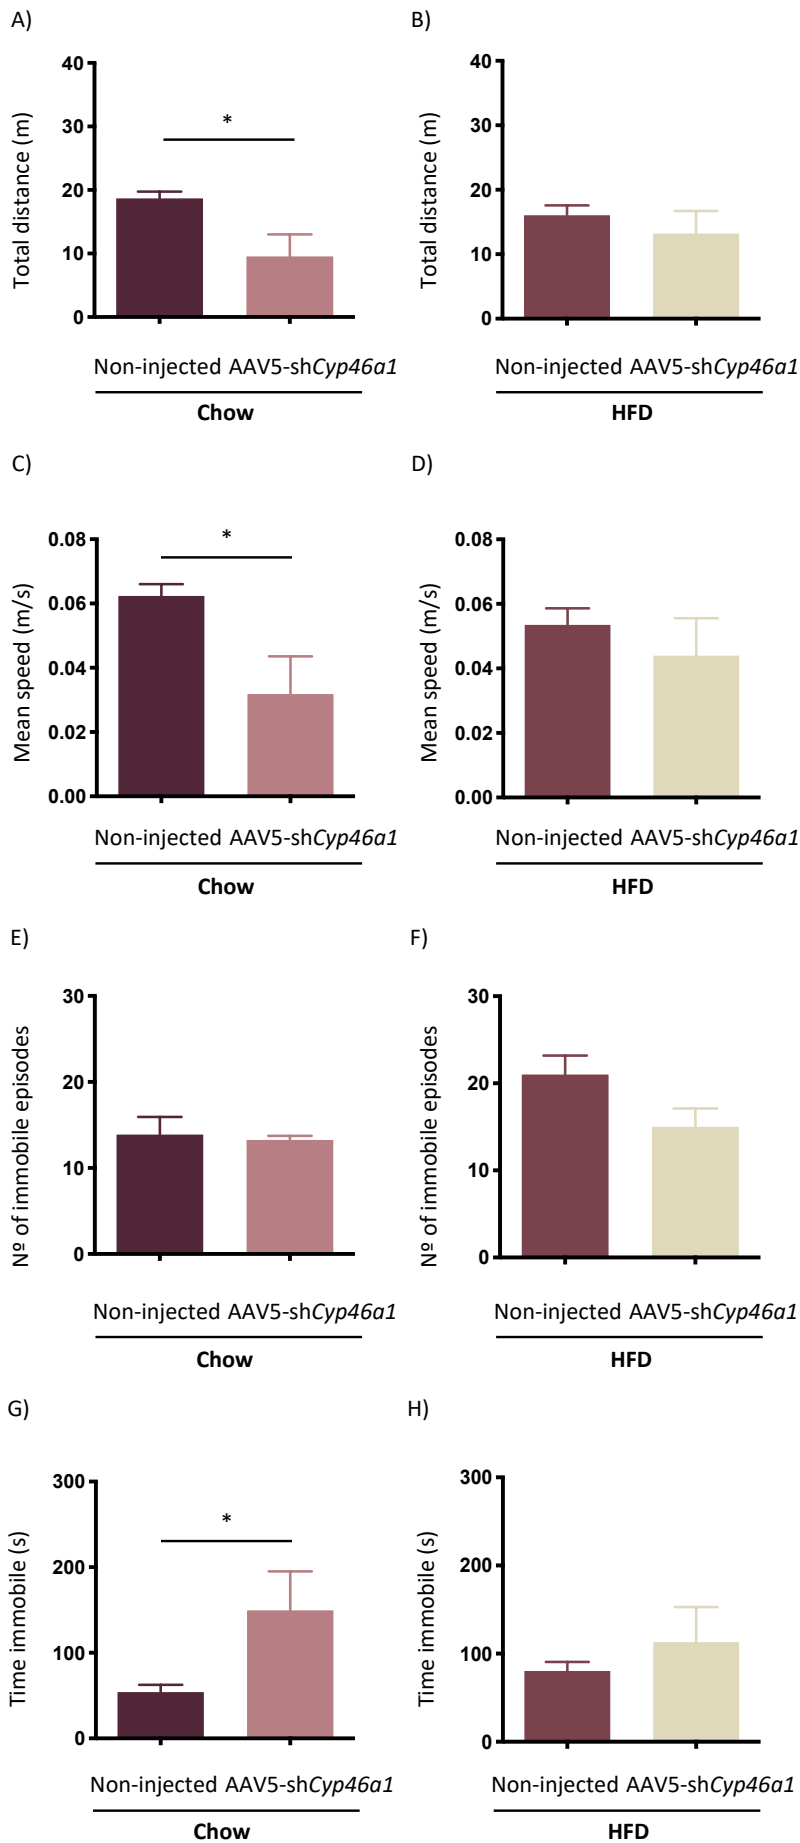 A)
Total distance (m)
40
30
20
10
0
*
Non-injected AAV5-shCyp46a1
Chow
B)
Total distance (m)
40
30
20
10
0
Non-injected AAV5-shCyp46a1
HFD
C)
Mean speed (m/s)
0.08
0.06
0.04
0.02
0.00
*
Non-injected AAV5-shCyp46a1
Chow
D)
Mean speed (m/s)
0.08
0.06
0.04
0.02
0.00
Non-injected AAV5-shCyp46a1
HFD
E)
Nº of immobile episodes
30
20
10
0
Non-injected AAV5-shCyp46a1
Chow
F)
Nº of immobile episodes
30
20
10
0
Non-injected AAV5-shCyp46a1
HFD
G)
Time immobile (s)
300
200
100
0
*
Non-injected AAV5-shCyp46a1
Chow
H)
Time immobile (s)
300
200
100
0
Non-injected AAV5-shCyp46a1
HFD